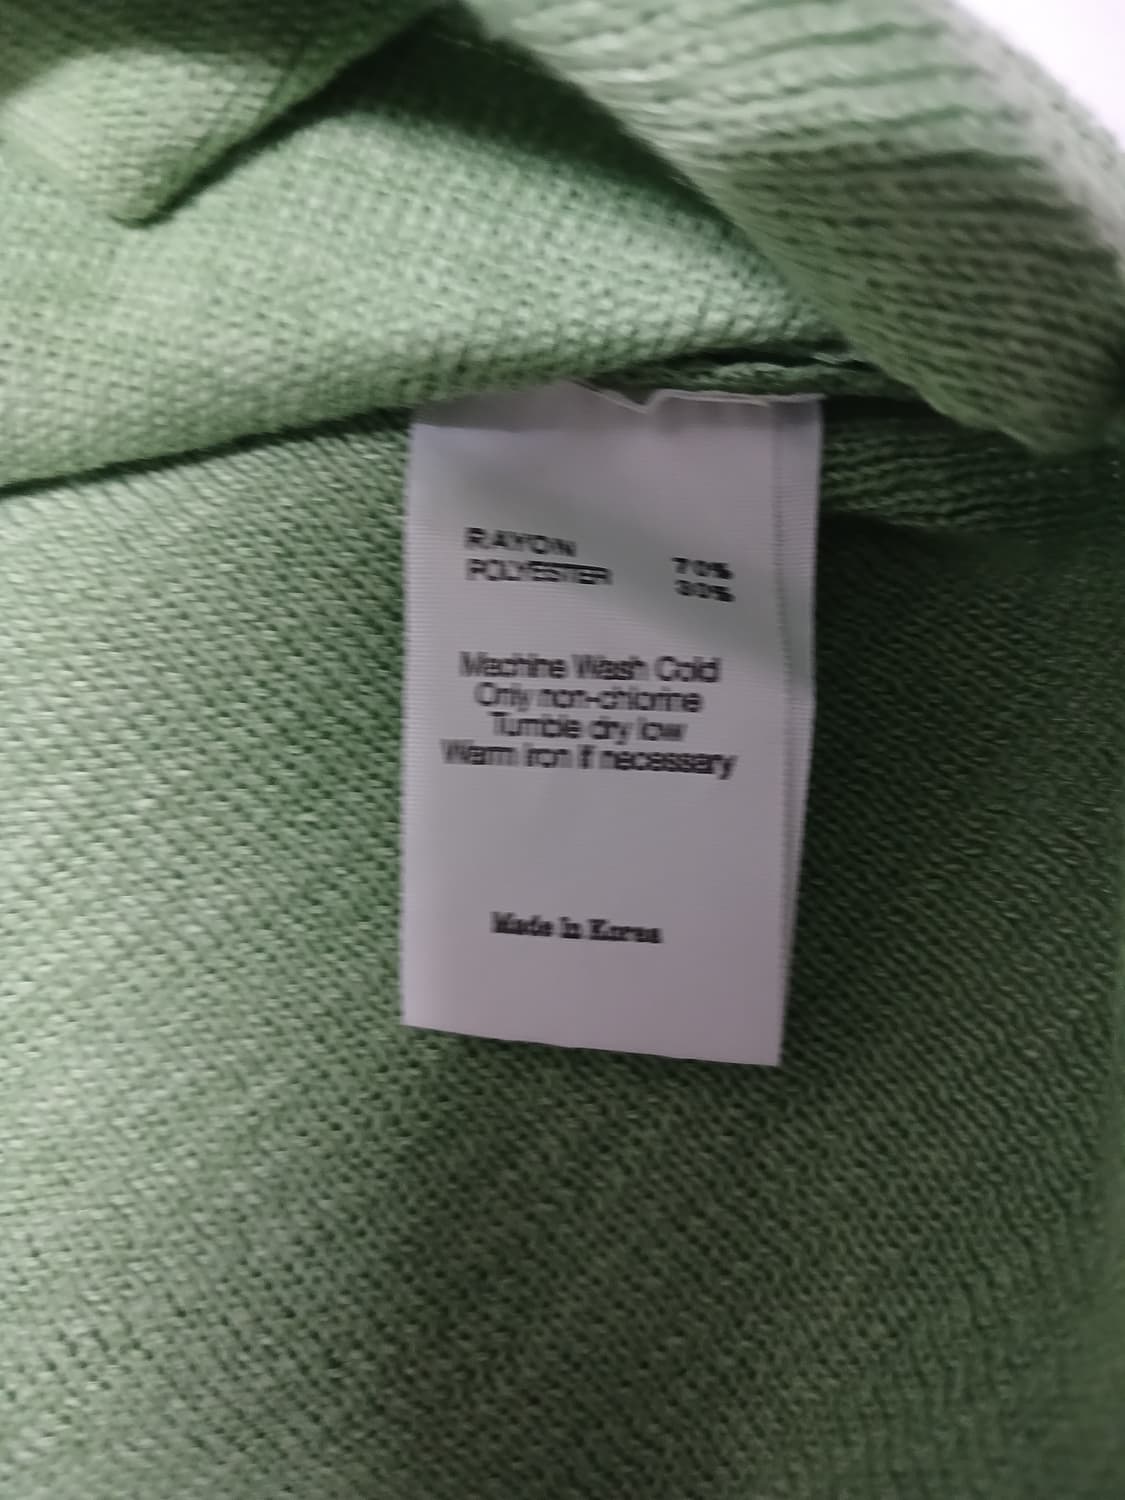 RAYON 70%
POLYESTER 30%
Machine Wash Cold
Only non-chlorine
Tumble dry low
Warm iron if necessary
Made In Korea